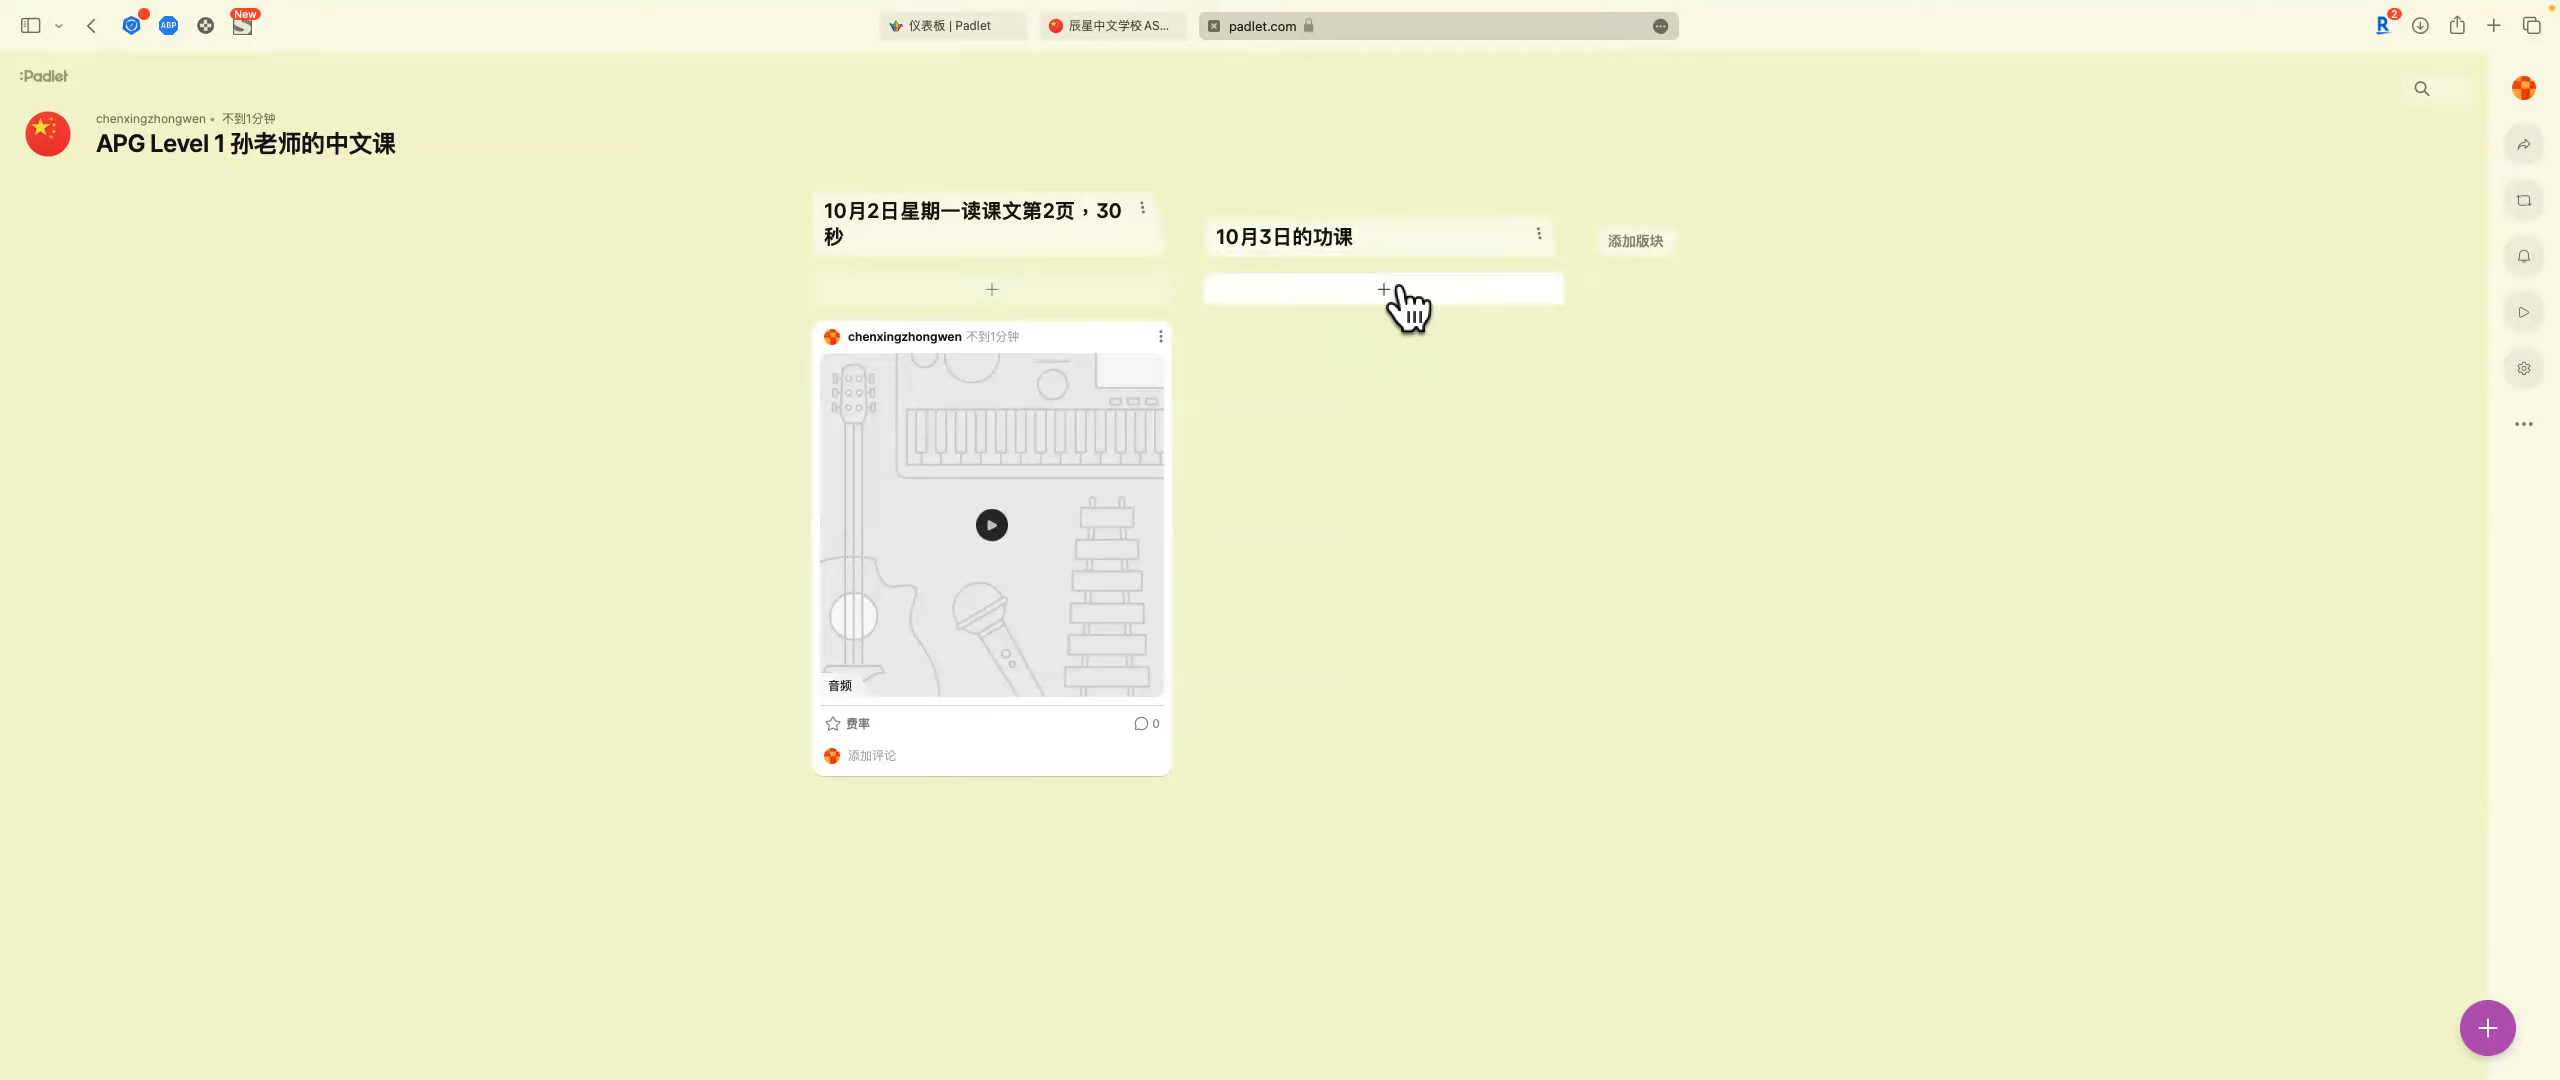 New
ABP
仪表板 | Padlet
辰星中文学校 AS...
padlet.com
R
2
:Padlet
chenxingzhongwen • 不到1分钟
APG Level 1 孙老师的中文课
10月2日星期一读课文第2页，30
秒
10月3日的功课
添加版块
chenxingzhongwen 不到1分钟
音频
费率
0
添加评论